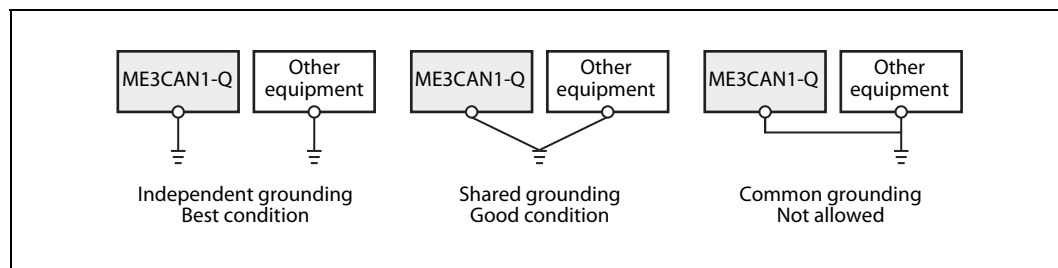 ME3CAN1-Q
Other
equipment
ME3CAN1-Q
Other
equipment
ME3CAN1-Q
Other
equipment
Independent grounding
Best condition
Shared grounding
Good condition
Common grounding
Not allowed